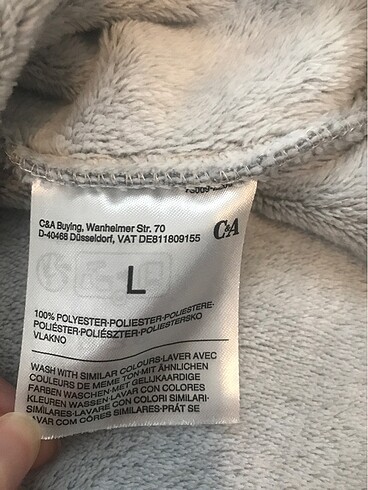 C&A Buying, Wanheimer Str. 70
D-40468 Düsseldorf, VAT DE811809155
C&A
L
100% POLYESTER-POLIESTER-POLIESTERE-
POLIÉSTER-POLIÉSZTER-POLIESTERSKO
VLAKNO
WASH WITH SIMILAR COLOURS-LAVER AVEC
COULEURS DE MEME TON-MIT ÄHNLICHEN
FARBEN WASCHEN-MET GELIJKAARDIGE
KLEUREN WASSEN-LAVAR CON COLORES
SIMILARES-LAVARE CON COLORI SIMILARI-
LAVAR COM CÔRES SIMILARES-PRÁT SE